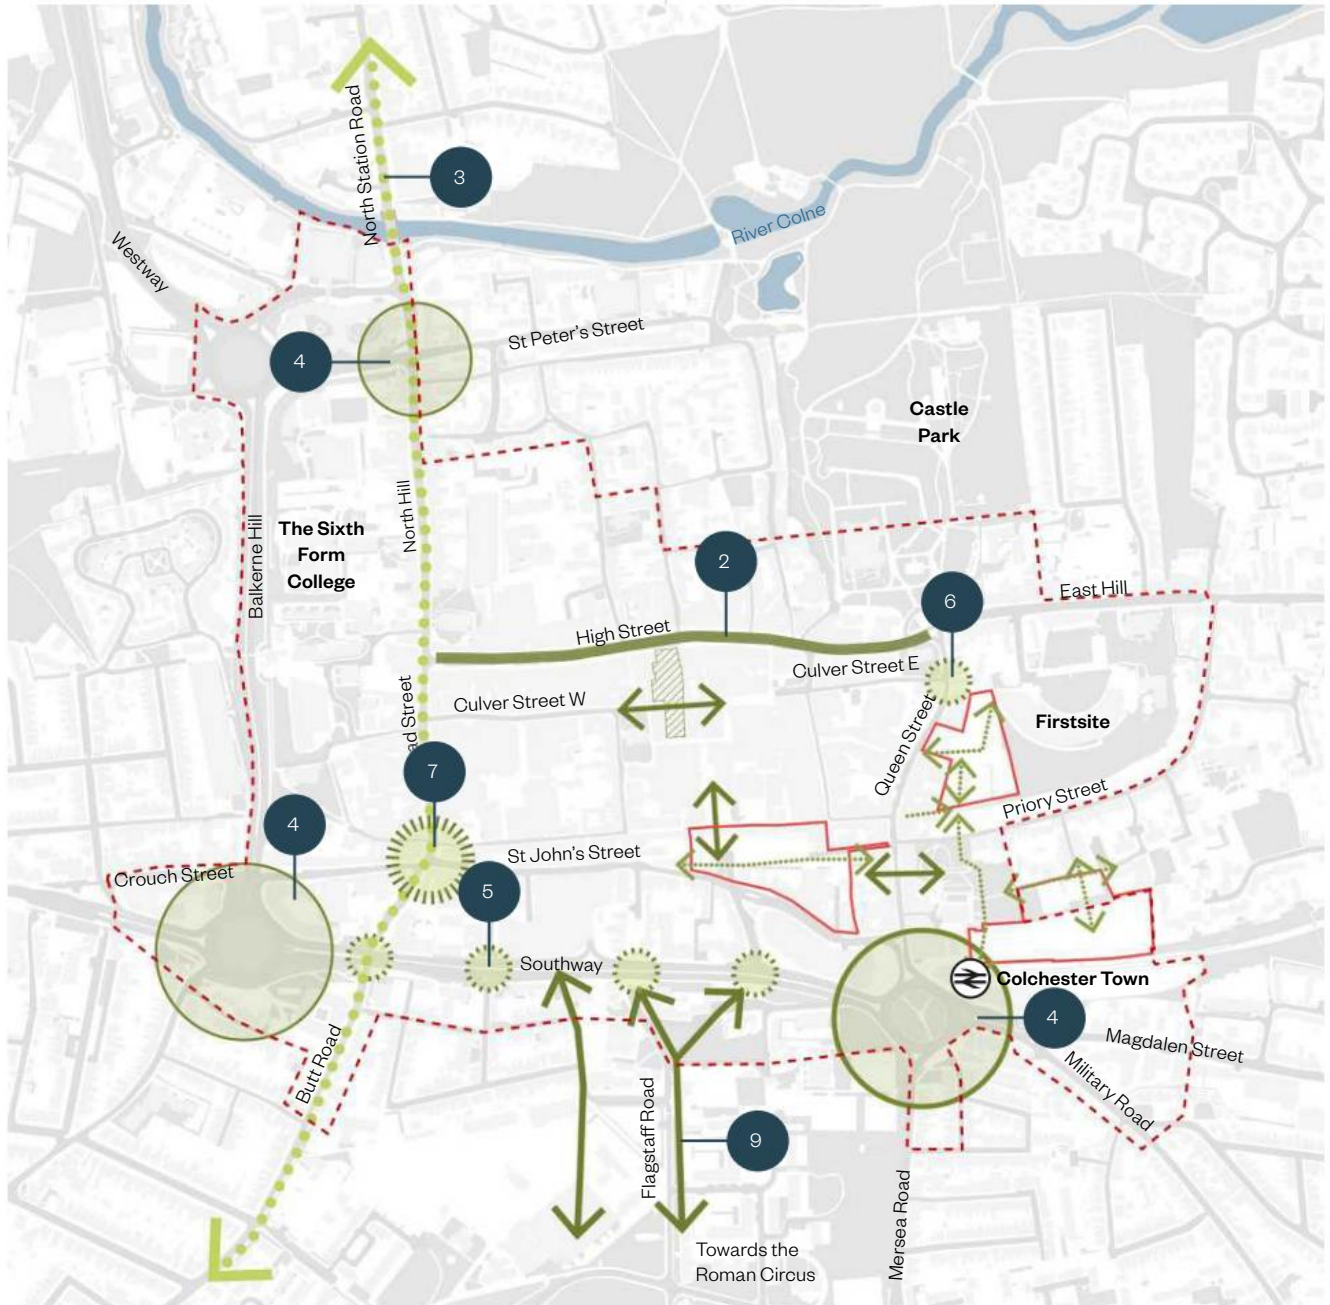 North Station Road
3
River Colne
Westway
St Peter's Street
4
Castle
Park
North Hill
The Sixth
Form
College
Balkerne Hill
2
6
East Hill
High Street
Culver Street E
Culver Street W
ad Street
Queen Street
Firstsite
7
Priory Street
4
St John's Street
Crouch Street
5
Southway
Colchester Town
4
Magdalen Street
Military Road
Butt Road
Flagstaff Road
9
Mersea Road
Towards the
Roman Circus